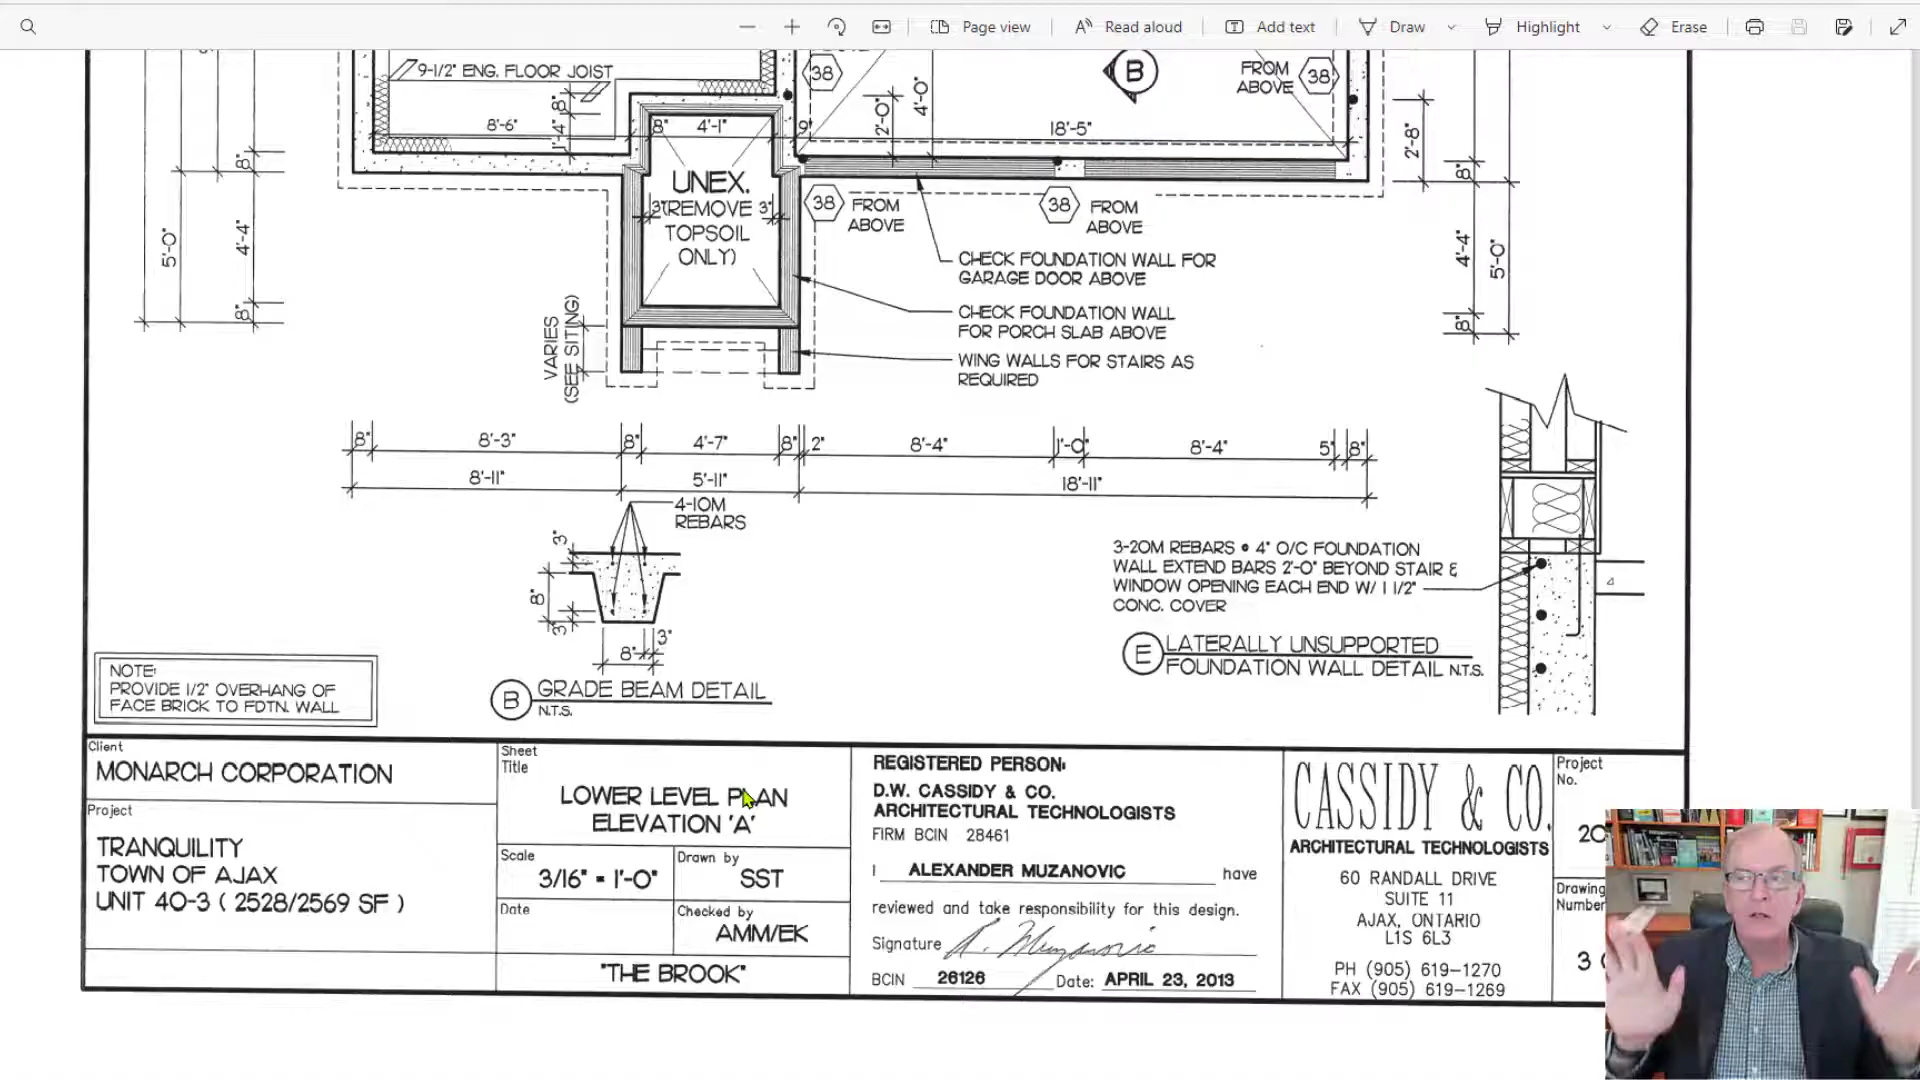 Page view
Read aloud
Add text
Draw
Highlight
Erase
9-1/2" ENG. FLOOR JOIST
38
B
FROM
ABOVE
38
8"
2'-0"
4'-0"
8'-6"
1'-4"
8"
4'-1"
9"
18'-5"
2'-8"
8"
8"
UNEX.
(REMOVE
TOPSOIL
ONLY)
3"
3"
38
FROM
ABOVE
38
FROM
ABOVE
5'-0"
4'-4"
8"
4'-4"
5'-0"
8"
CHECK FOUNDATION WALL FOR
GARAGE DOOR ABOVE
CHECK FOUNDATION WALL
FOR PORCH SLAB ABOVE
WING WALLS FOR STAIRS AS
REQUIRED
VARIES
(SEE SITING)
8"
8'-3"
8"
4'-7"
8"
2"
8'-4"
1'-0"
8'-4"
5"
8"
8'-11"
5'-11"
18'-11"
4-10M
REBARS
3"
8"
3"
3"
8"
B
GRADE BEAM DETAIL
N.T.S.
3-20M REBARS @ 4" O/C FOUNDATION
WALL EXTEND BARS 2'-0" BEYOND STAIR &
WINDOW OPENING EACH END W/ 1 1/2"
CONC. COVER
E
LATERALLY UNSUPPORTED
FOUNDATION WALL DETAIL N.T.S.
NOTE:
PROVIDE 1/2" OVERHANG OF
FACE BRICK TO FDTN. WALL
Client
MONARCH CORPORATION
Project
TRANQUILITY
TOWN OF AJAX
UNIT 40-3 ( 2528/2569 SF )
Sheet
Title
LOWER LEVEL PLAN
ELEVATION 'A'
Scale
3/16" = 1'-0"
Drawn by
SST
Date
Checked by
AMM/EK
"THE BROOK"
REGISTERED PERSON:
D.W. CASSIDY & CO.
ARCHITECTURAL TECHNOLOGISTS
FIRM BCIN 28461
I ALEXANDER MUZANOVIC have
reviewed and take responsibility for this design.
Signature A. Muzanovic
BCIN 26126 Date: APRIL 23, 2013
CASSIDY & CO.
ARCHITECTURAL TECHNOLOGISTS
60 RANDALL DRIVE
SUITE 11
AJAX, ONTARIO
L1S 6L3
PH (905) 619-1270
FAX (905) 619-1269
Project
No.
20
Drawing
Number
3